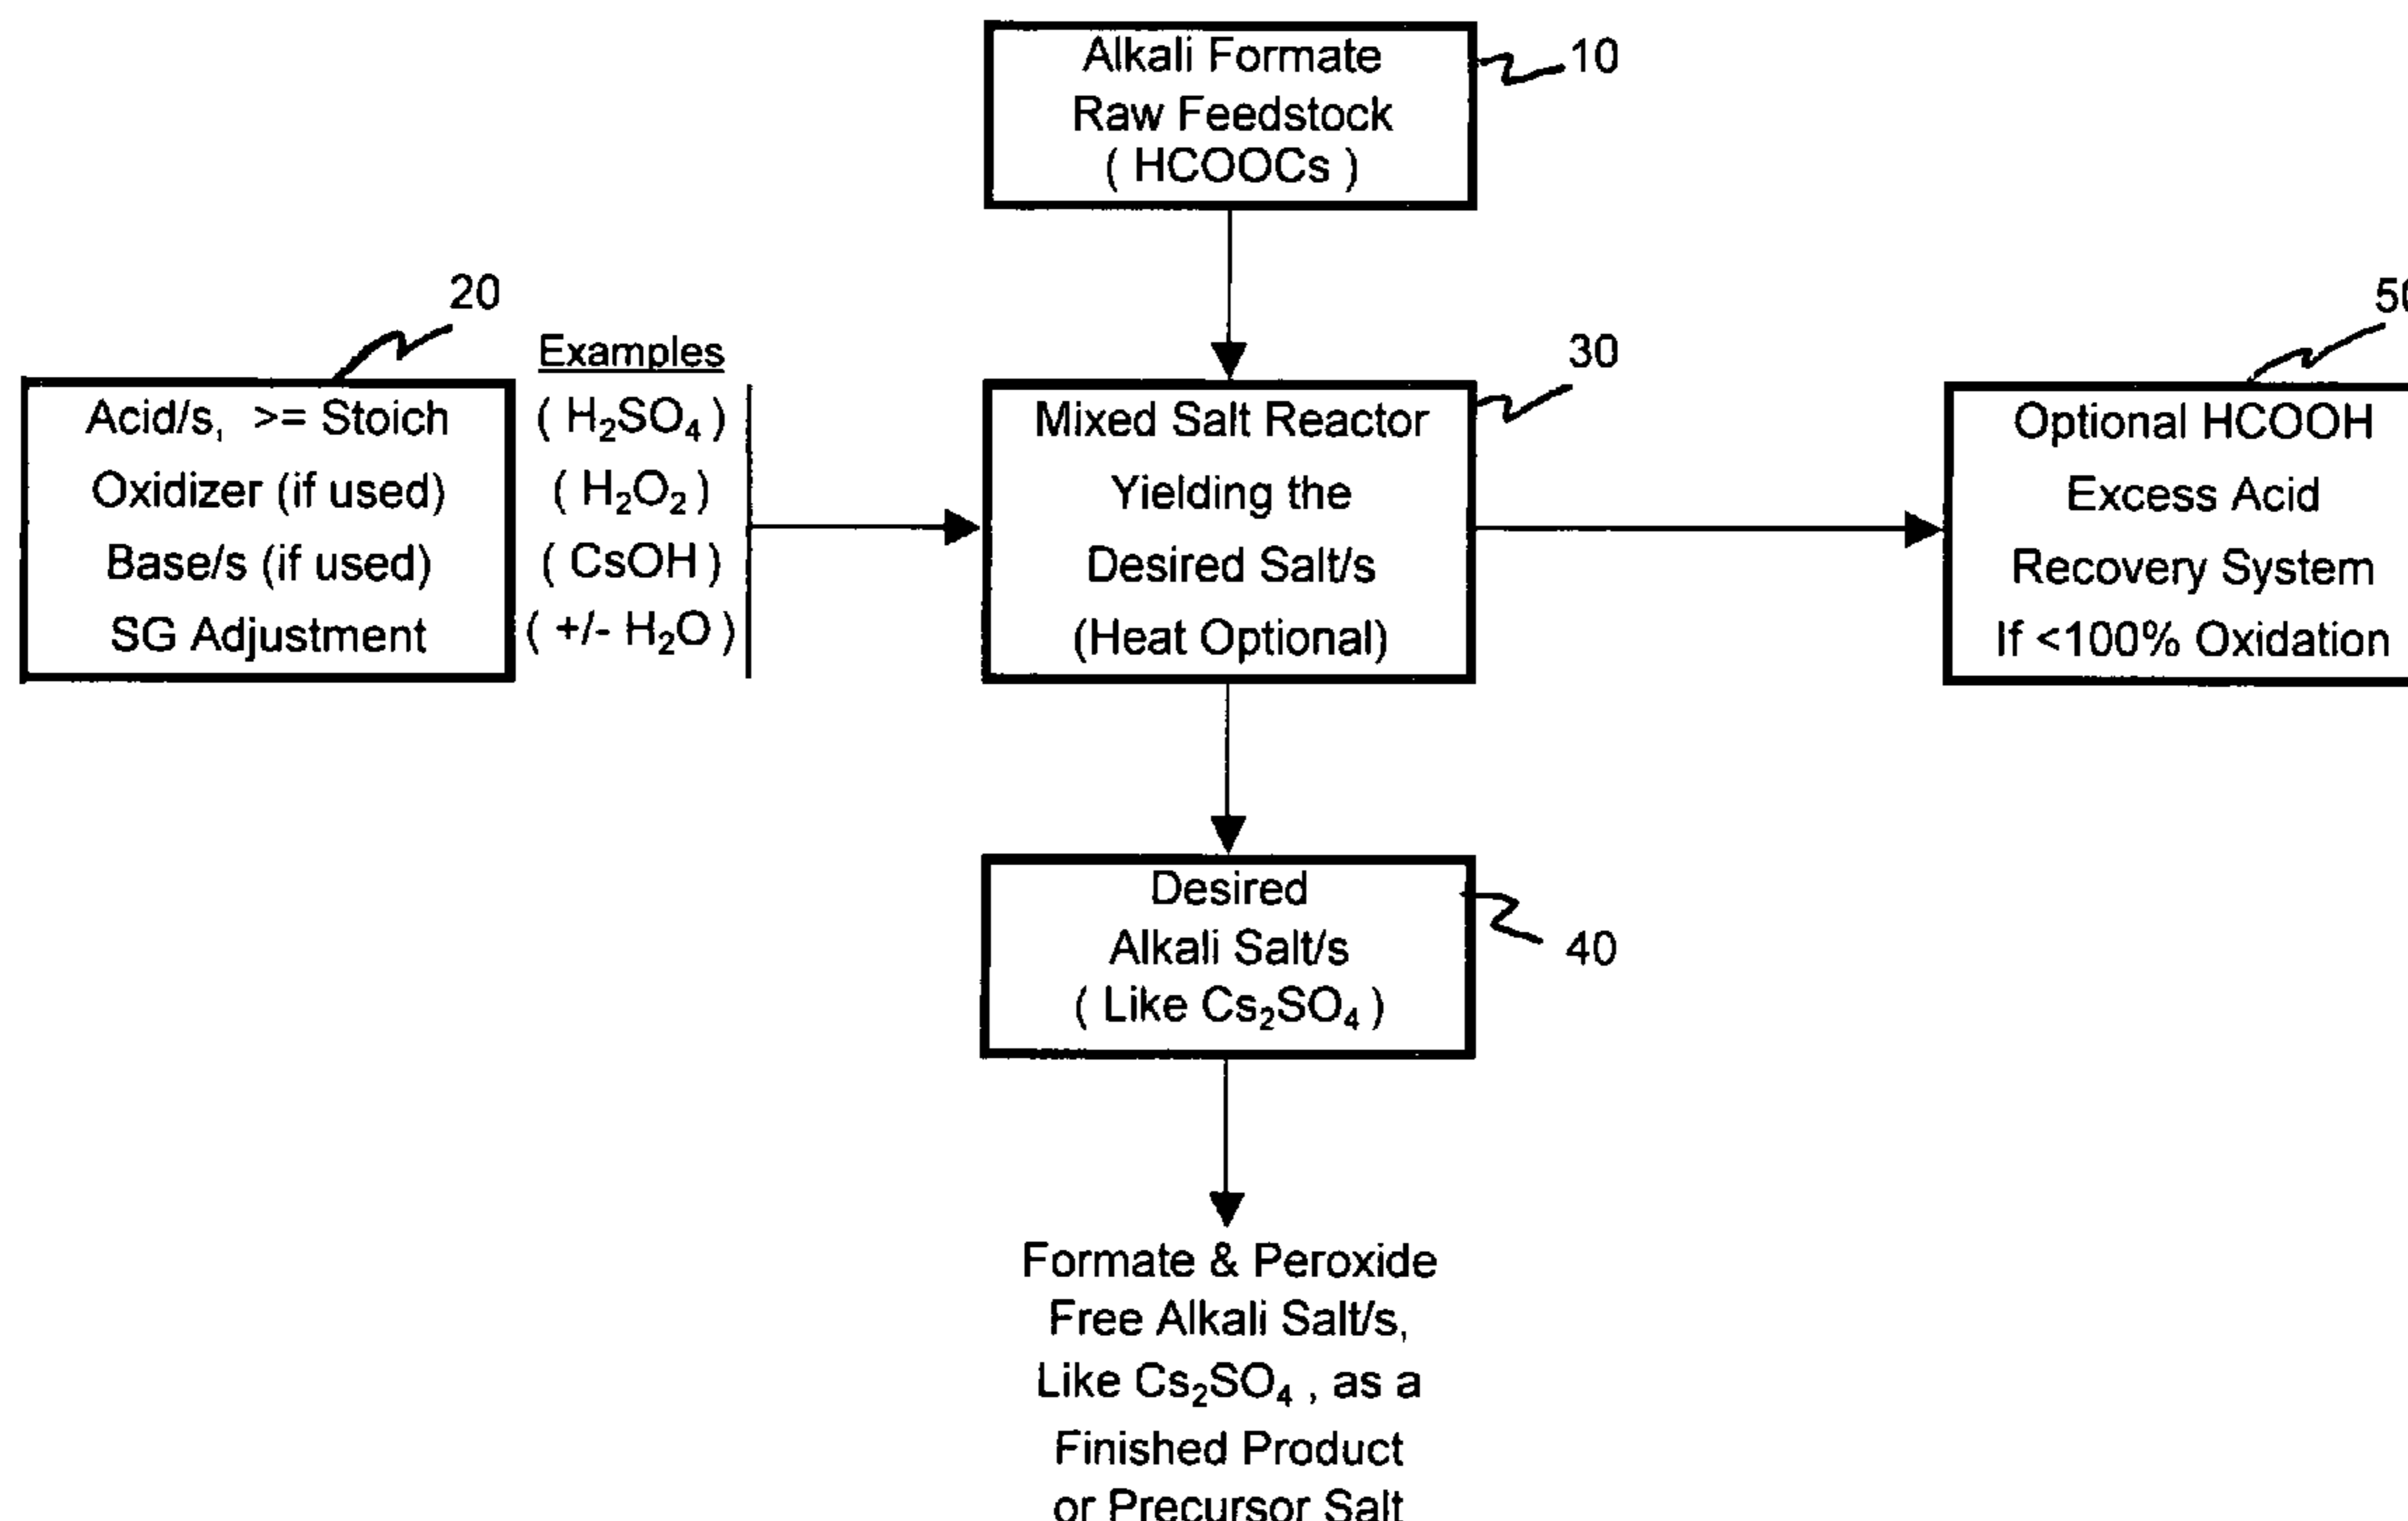 Alkali Formate
Raw Feedstock
( HCOOCs )
10
20
Examples
Acid/s, >= Stoich
Oxidizer (if used)
Base/s (if used)
SG Adjustment
( H₂SO₄ )
( H₂O₂ )
( CsOH )
( +/- H₂O )
30
Mixed Salt Reactor
Yielding the
Desired Salt/s
(Heat Optional)
Optional HCOOH
Excess Acid
Recovery System
If <100% Oxidation
Desired
Alkali Salt/s
( Like Cs₂SO₄ )
40
Formate & Peroxide
Free Alkali Salt/s,
Like Cs₂SO₄ , as a
Finished Product
or Precursor Salt